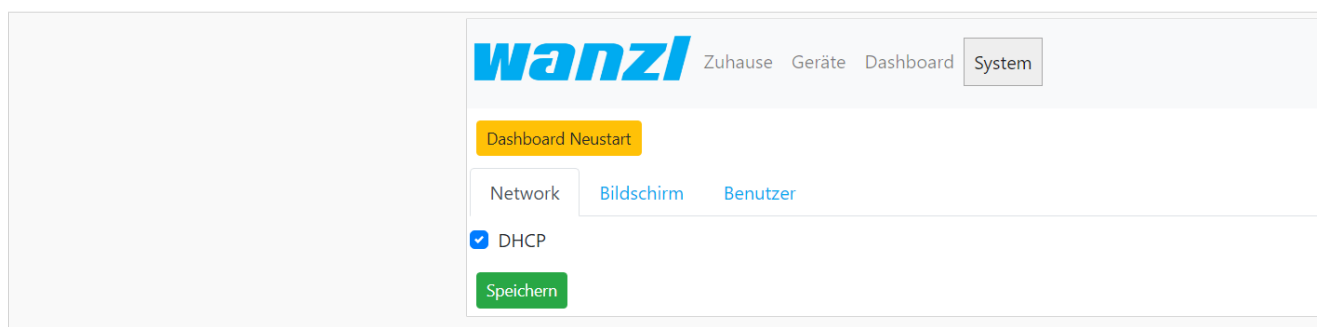 wanzl Zuhause Geräte Dashboard System
Dashboard Neustart
Network Bildschirm Benutzer
DHCP
Speichern